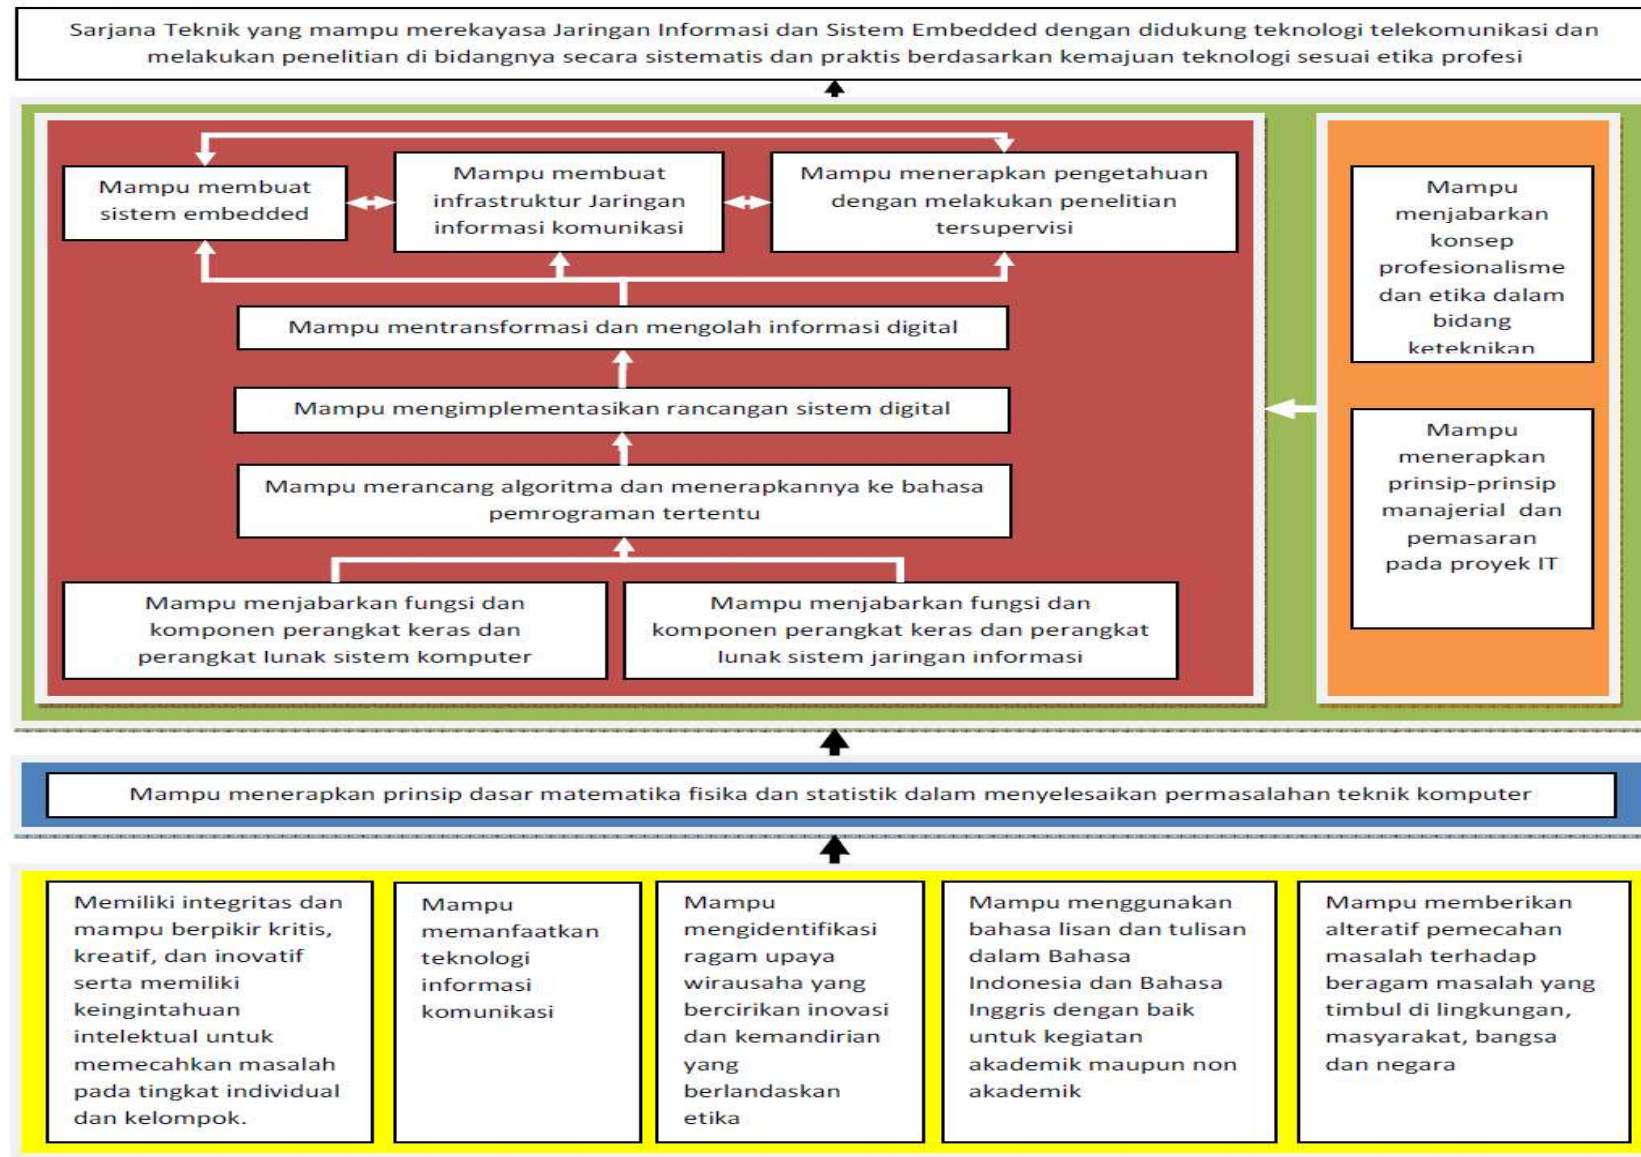 Sarjana Teknik yang mampu merekayasa Jaringan Informasi dan Sistem Embedded dengan didukung teknologi telekomunikasi dan
melakukan penelitian di bidangnya secara sistematis dan praktis berdasarkan kemajuan teknologi sesuai etika profesi
Mampu membuat
sistem embedded
Mampu membuat
infrastruktur Jaringan
informasi komunikasi
Mampu menerapkan pengetahuan
dengan melakukan penelitian
tersupervisi
Mampu mentransformasi dan mengolah informasi digital
Mampu mengimplementasikan rancangan sistem digital
Mampu merancang algoritma dan menerapkannya ke bahasa
pemrograman tertentu
Mampu menjabarkan fungsi dan
komponen perangkat keras dan
perangkat lunak sistem komputer
Mampu menjabarkan fungsi dan
komponen perangkat keras dan perangkat
lunak sistem jaringan informasi
Mampu
menjabarkan
konsep
profesionalisme
dan etika dalam
bidang
keteknikan
Mampu
menerapkan
prinsip-prinsip
manajerial dan
pemasaran
pada proyek IT
Mampu menerapkan prinsip dasar matematika fisika dan statistik dalam menyelesaikan permasalahan teknik komputer
Memiliki integritas dan
mampu berpikir kritis,
kreatif, dan inovatif
serta memiliki
keingintahuan
intelektual untuk
memecahkan masalah
pada tingkat individual
dan kelompok.
Mampu
memanfaatkan
teknologi
informasi
komunikasi
Mampu
mengidentifikasi
ragam upaya
wirausaha yang
bercirikan inovasi
dan kemandirian
yang
berlandaskan
etika
Mampu menggunakan
bahasa lisan dan tulisan
dalam Bahasa
Indonesia dan Bahasa
Inggris dengan baik
untuk kegiatan
akademik maupun non
akademik
Mampu memberikan
alteratif pemecahan
masalah terhadap
beragam masalah yang
timbul di lingkungan,
masyarakat, bangsa
dan negara